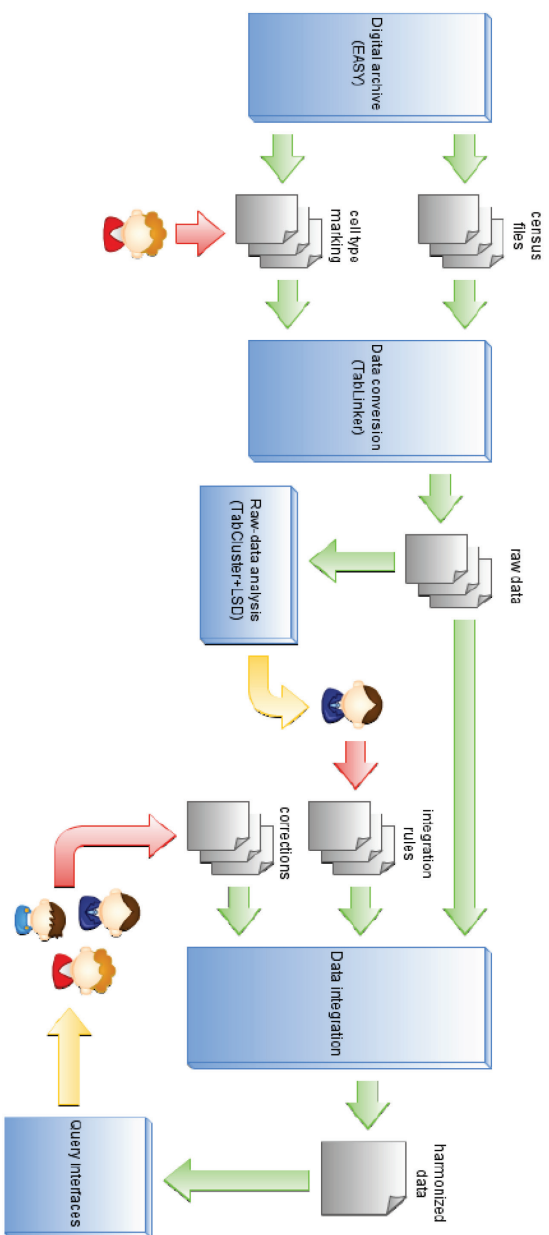 Digital archive
(EASY)
census
files
cell type
marking
Data conversion
(TabLinker)
raw data
Raw-data analysis
(TabCluster+LSD)
integration
rules
corrections
Data integration
harmonized
data
Query interfaces